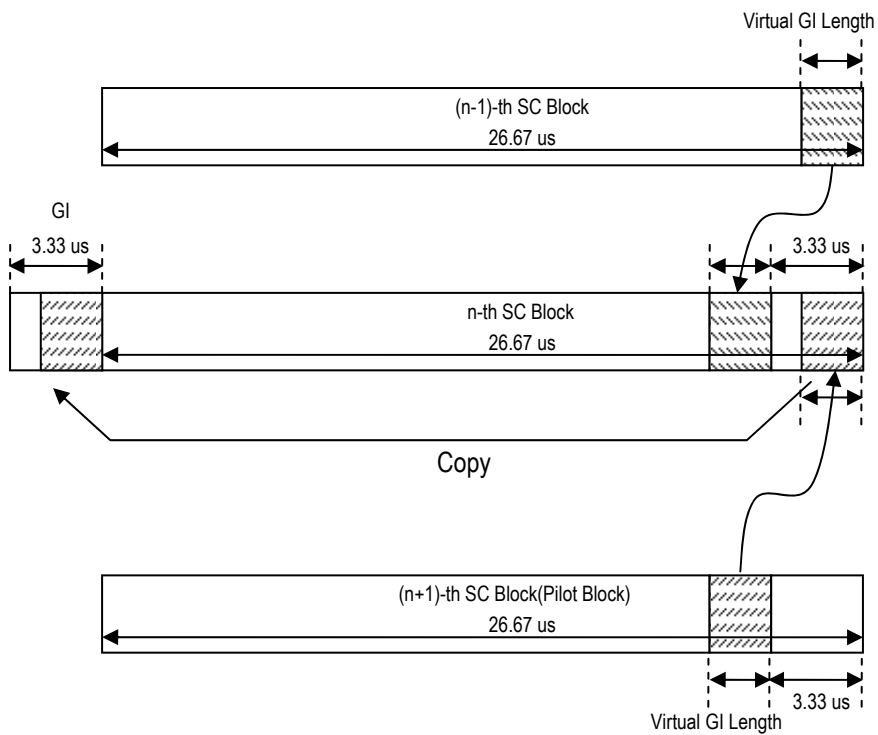 Virtual GI Length
(n-1)-th SC Block
26.67 us
GI
3.33 us
3.33 us
n-th SC Block
26.67 us
Copy
(n+1)-th SC Block(Pilot Block)
26.67 us
3.33 us
Virtual GI Length